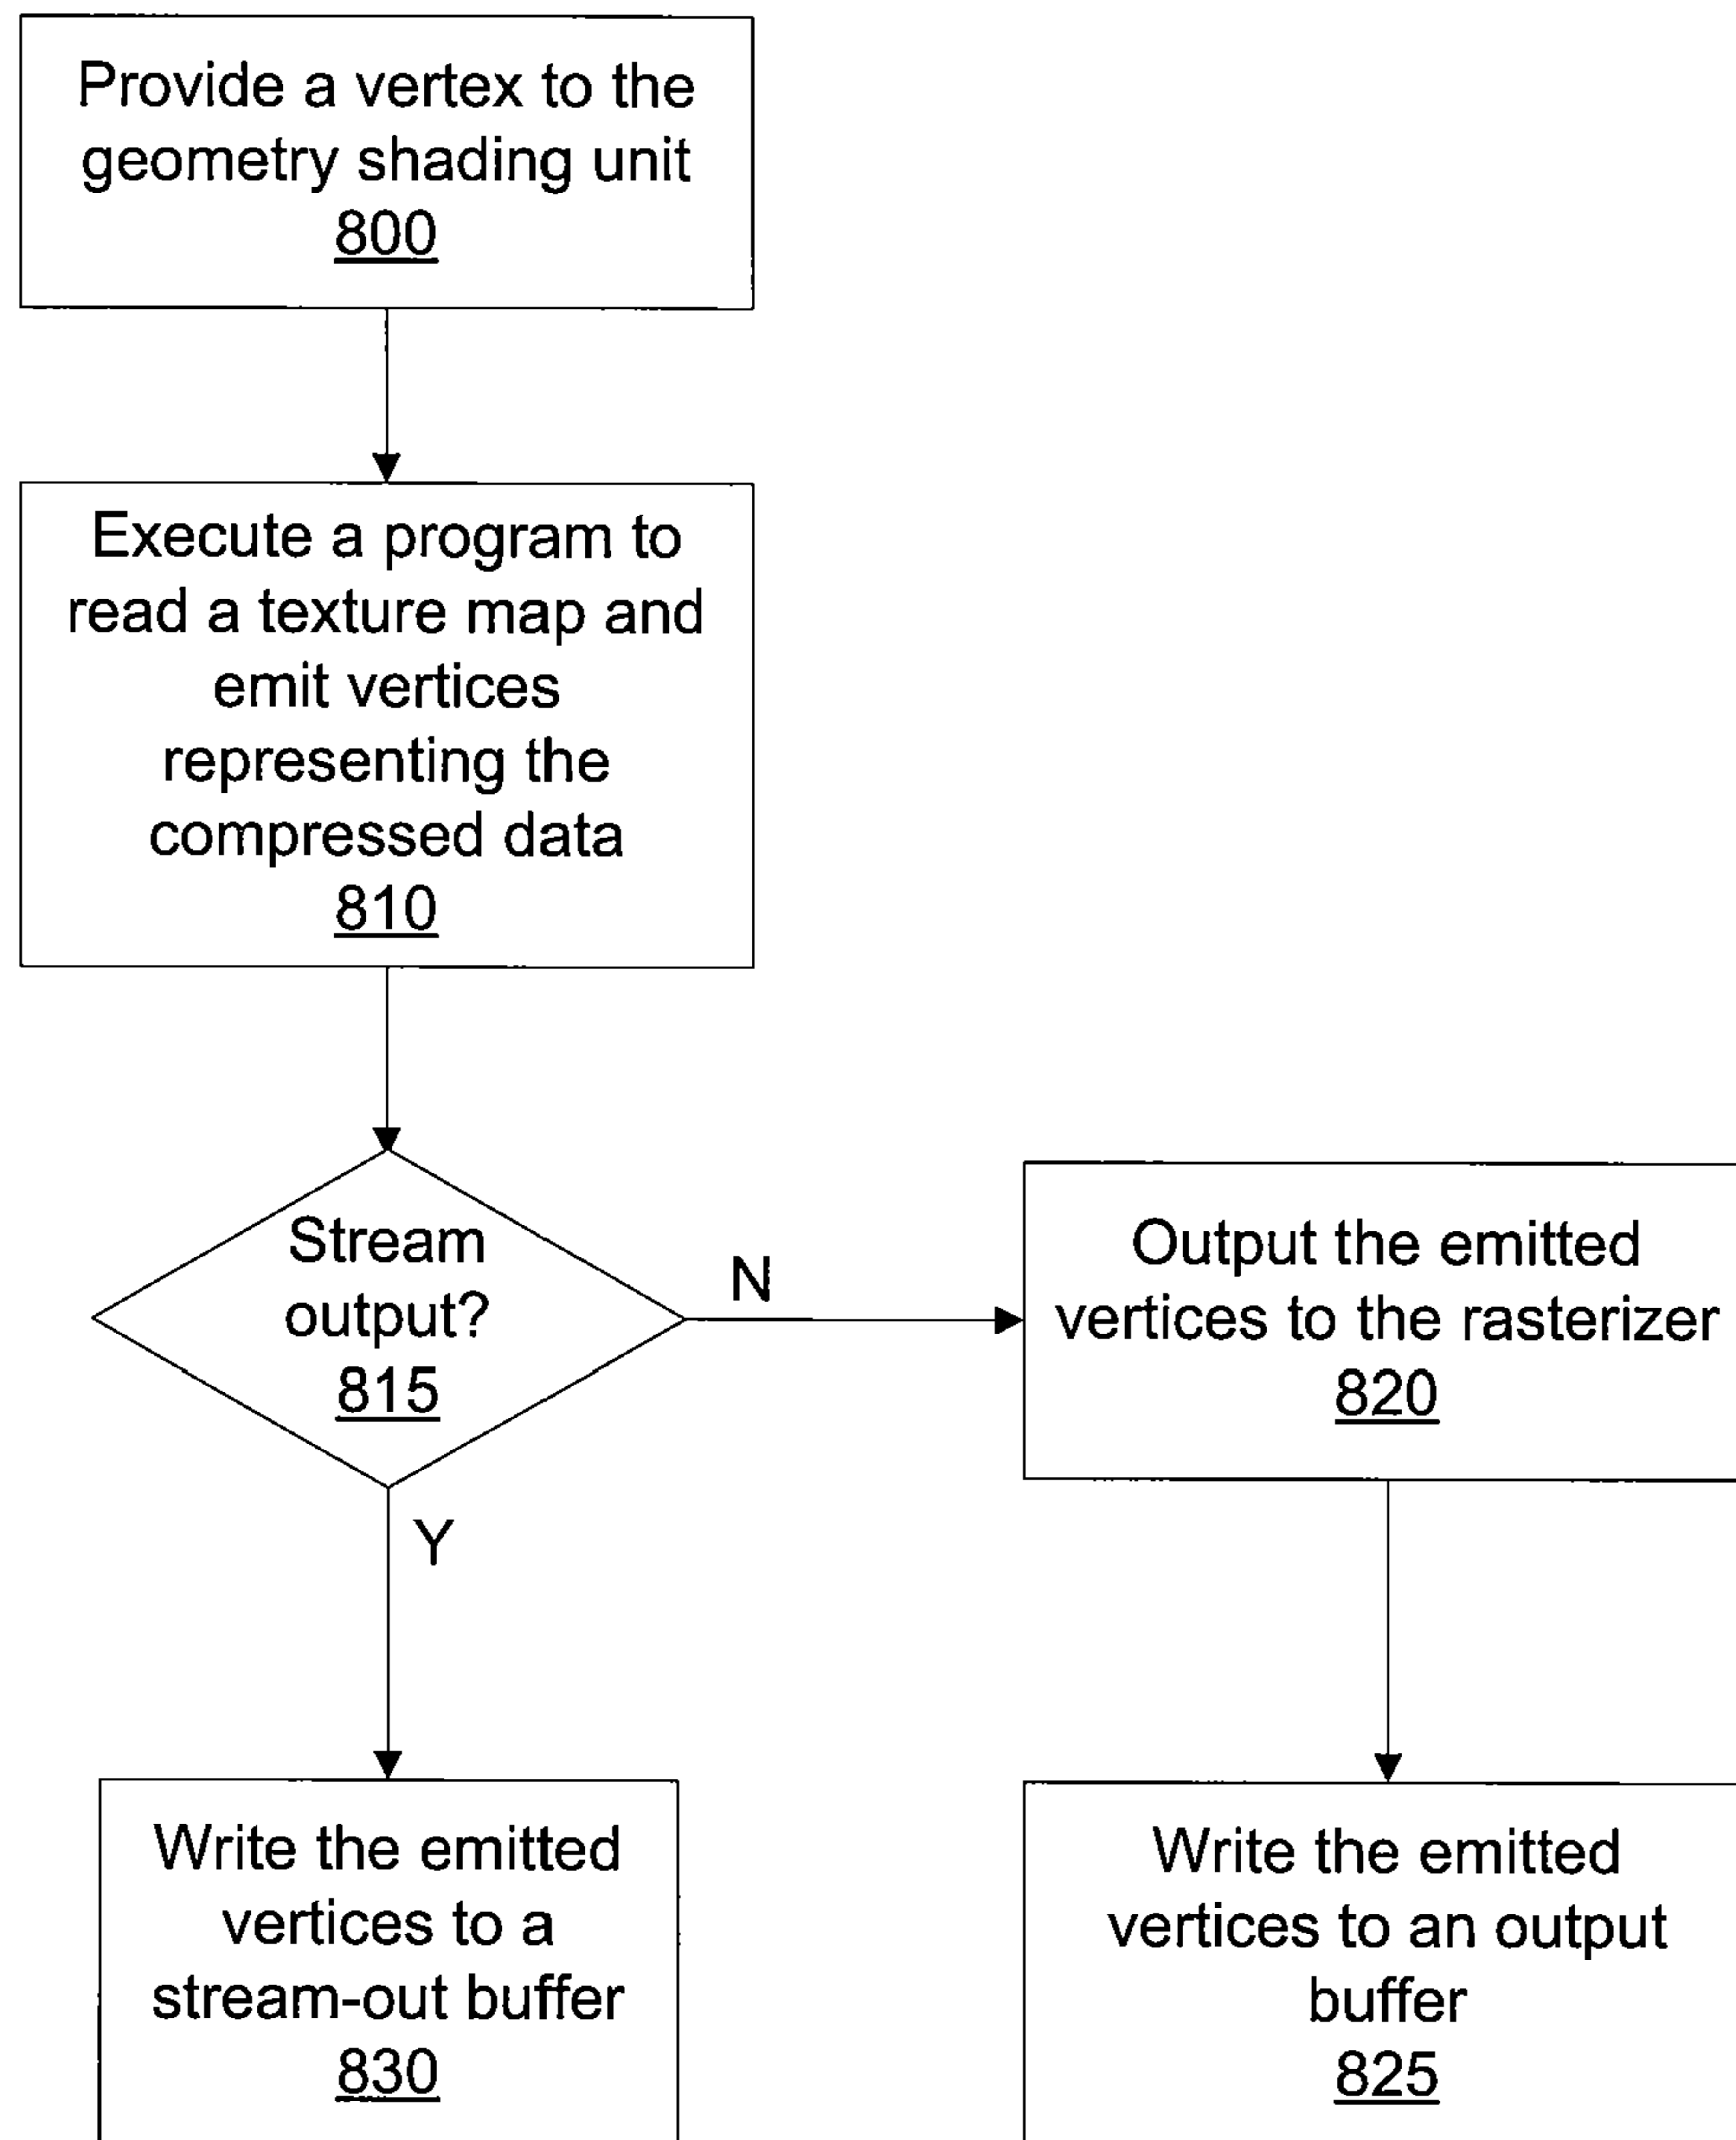 Provide a vertex to the
geometry shading unit
800
Execute a program to
read a texture map and
emit vertices
representing the
compressed data
810
Stream
output?
815
N
Y
Output the emitted
vertices to the rasterizer
820
Write the emitted
vertices to a
stream-out buffer
830
Write the emitted
vertices to an output
buffer
825